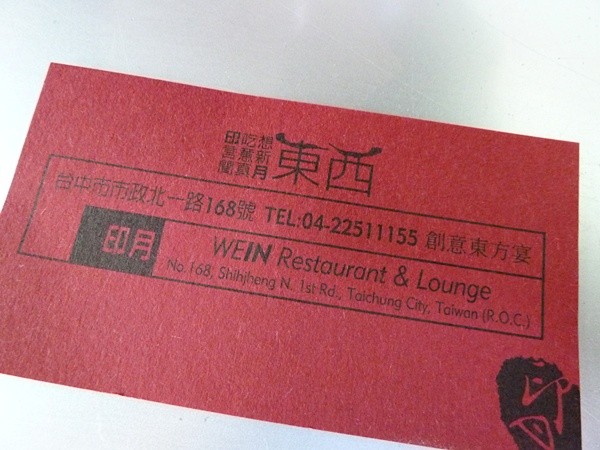 印吃想
東西
台中市市政北一路168號 TEL:04-22511155 創意東方宴
印月
WEIN Restaurant & Lounge
No.168, Shihjheng N. 1st Rd., Taichung City, Taiwan (R.O.C.)
印月